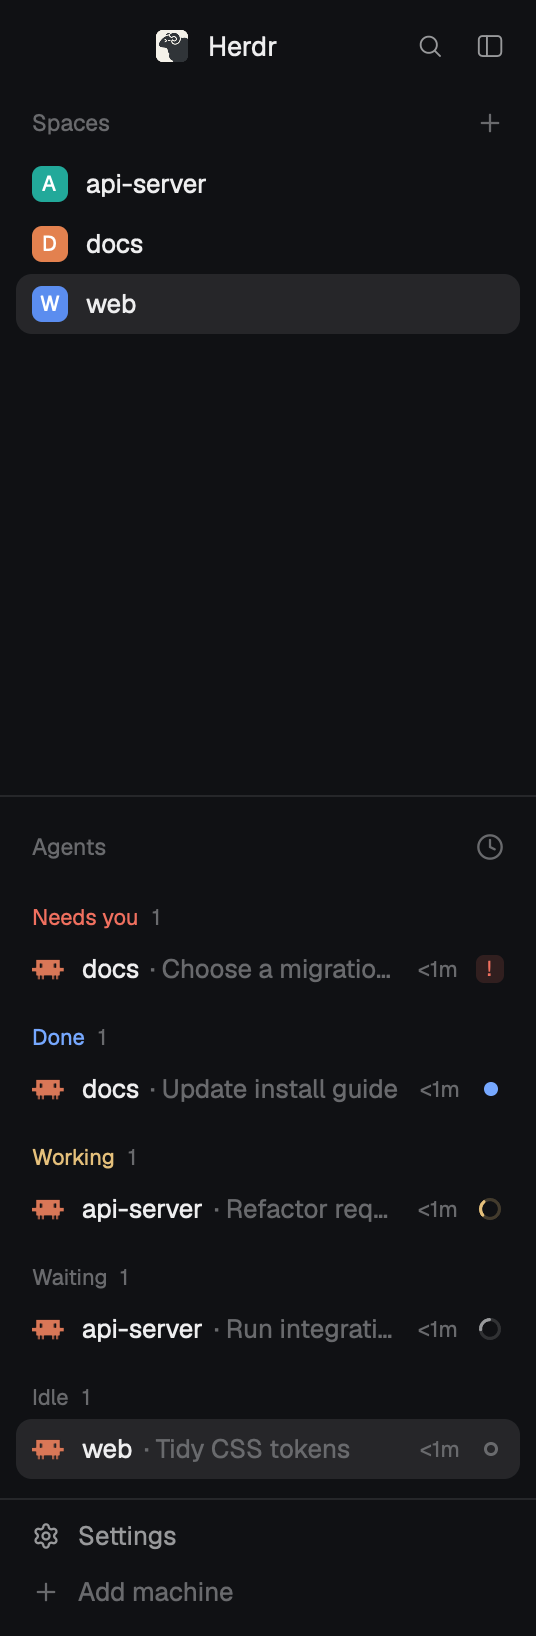 Herdr
Spaces
A api-server
D docs
W web
Agents
Needs you 1
docs · Choose a migratio... <1m !
Done 1
docs · Update install guide <1m
Working 1
api-server · Refactor req... <1m
Waiting 1
api-server · Run integrati... <1m
Idle 1
web · Tidy CSS tokens <1m
Settings
Add machine